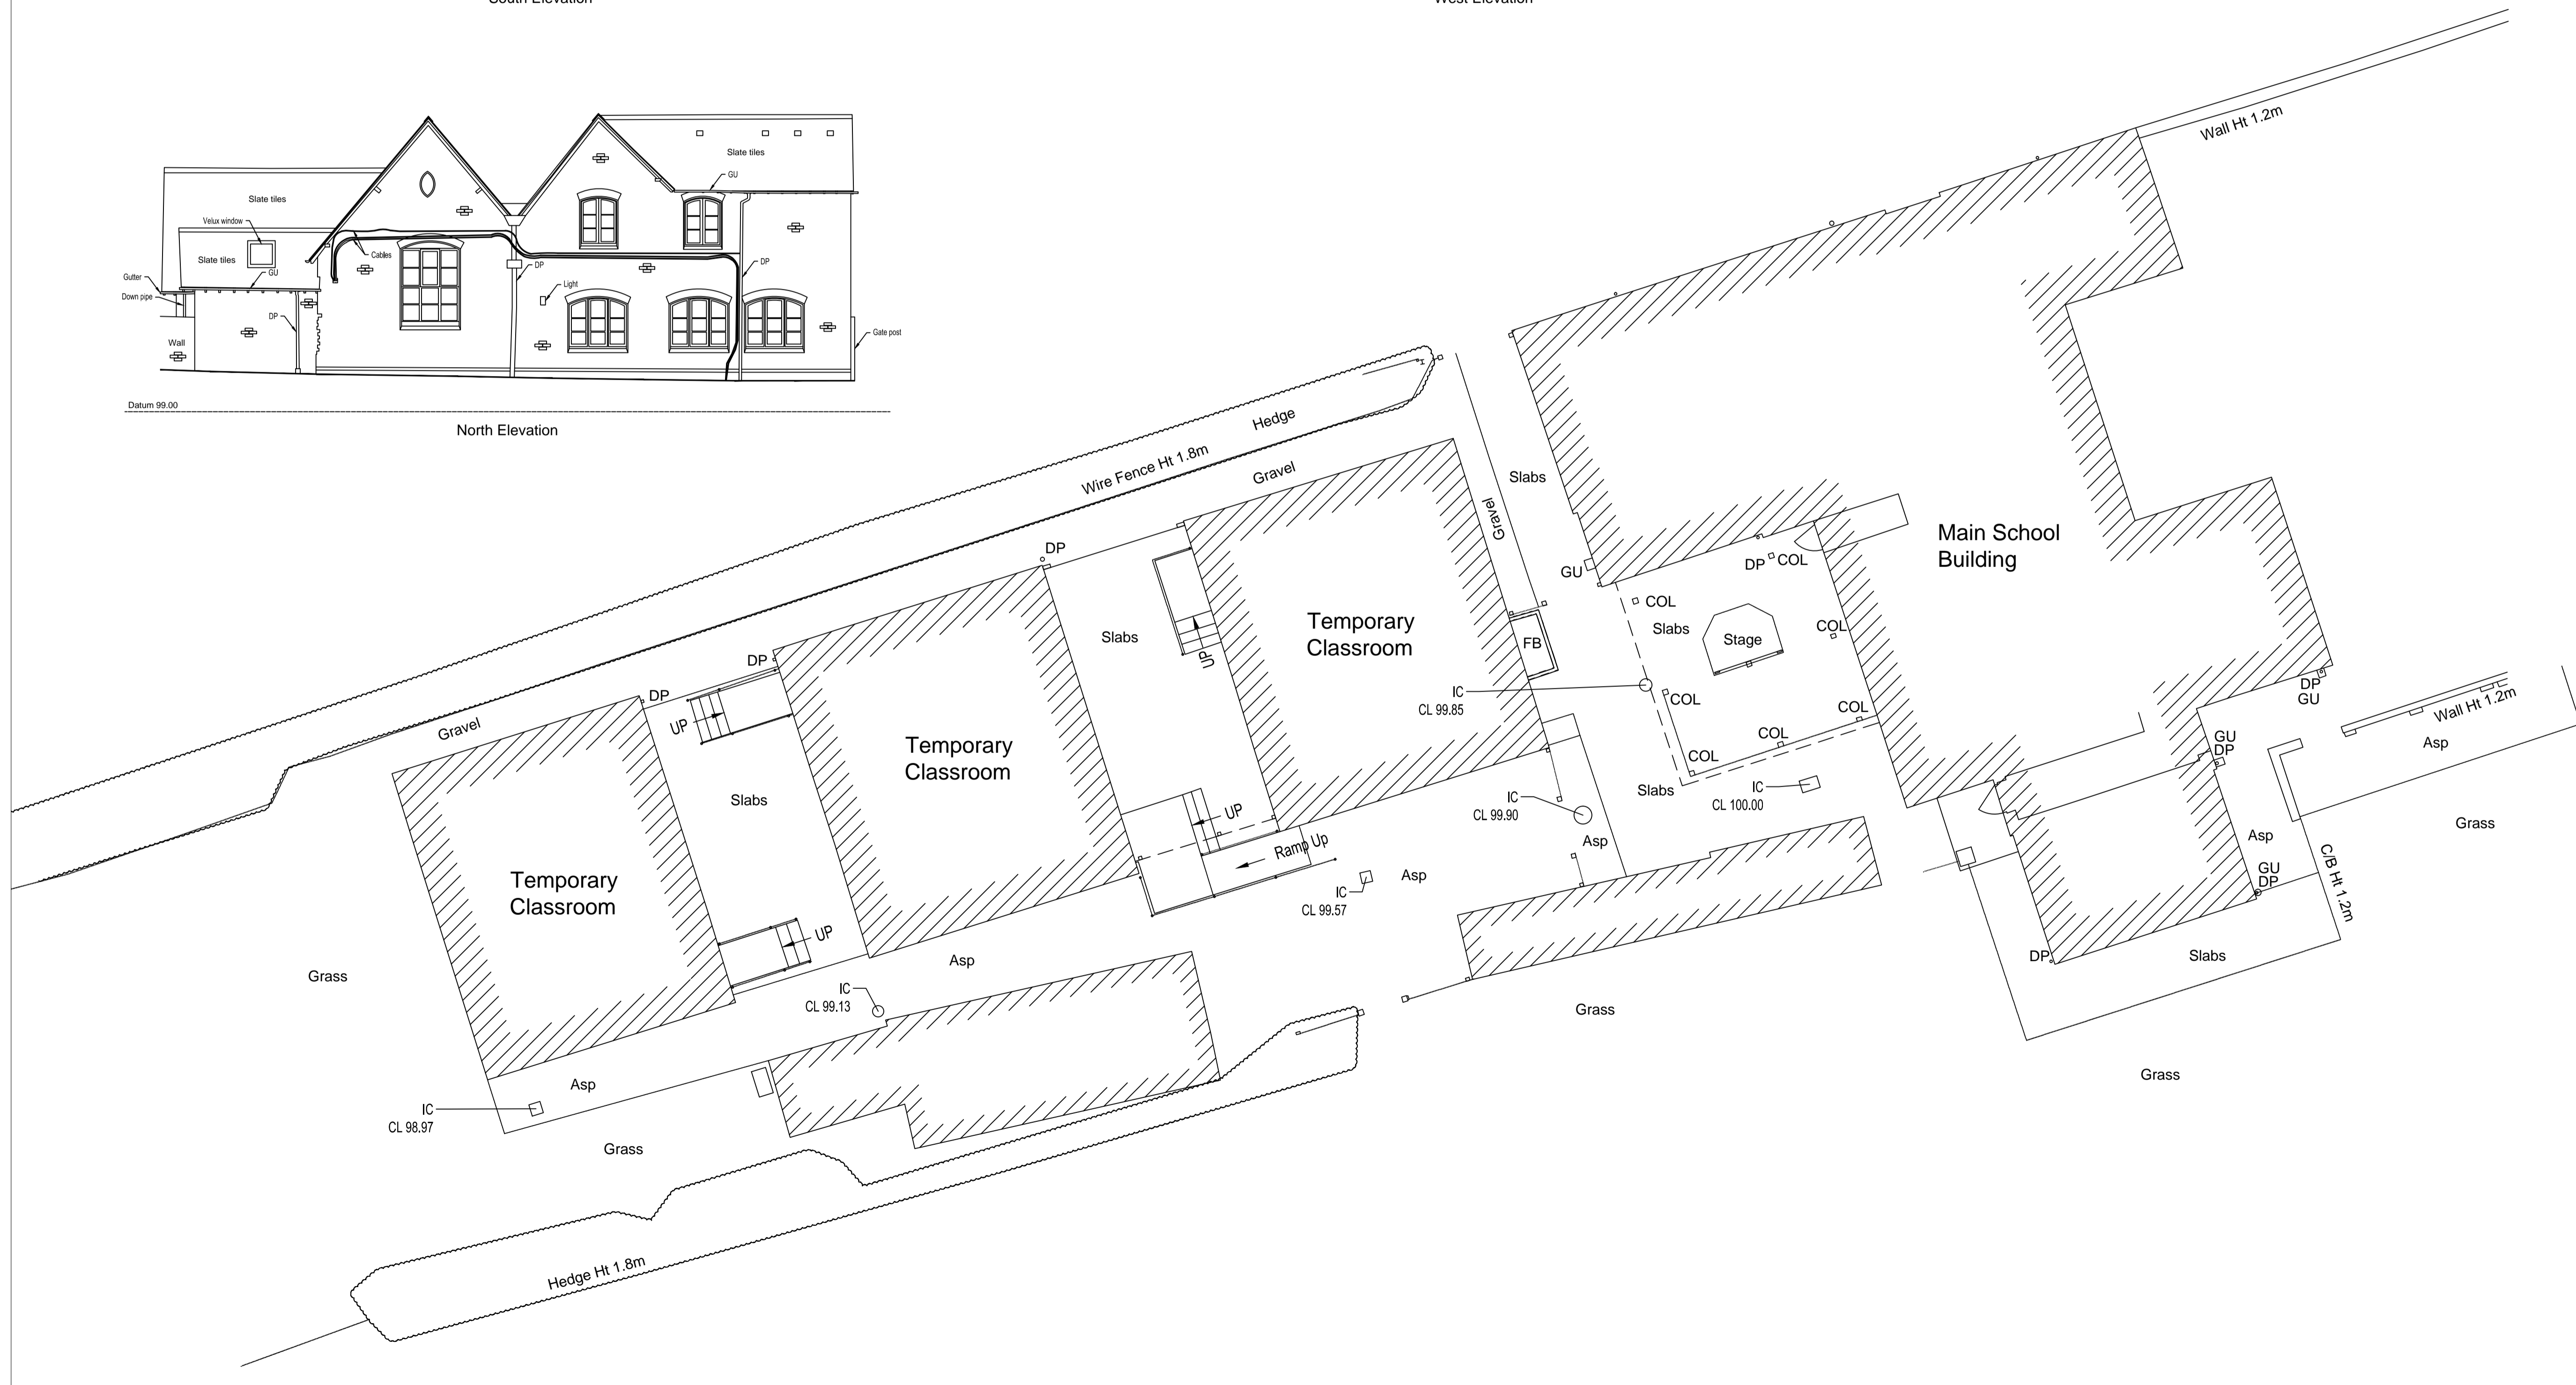 South Elevation
West Elevation
Slate tiles
GU
Slate tiles
Velux window
Cables
Slate tiles
GU
Gutter
Down pipe
DP
DP
Light
DP
Gate post
Wall
Datum 99.00
North Elevation
Wall Ht 1.2m
Hedge
Wire Fence Ht 1.8m
Gravel
Slabs
Gravel
Main School
Building
DP
DP
COL
GU
COL
Slabs
COL
Stage
Temporary
Classroom
FB
Slabs
UP
DP
DP
IC
CL 99.85
COL
COL
COL
COL
DP
GU
Wall Ht 1.2m
Asp
GU
DP
Gravel
UP
Temporary
Classroom
Slabs
Slabs
IC
CL 100.00
IC
CL 99.90
UP
Ramp Up
Asp
Asp
Grass
C/B Ht 1.2m
GU
DP
Temporary
Classroom
IC
CL 99.57
Asp
UP
Asp
DP
Slabs
Grass
IC
CL 99.13
Grass
Asp
IC
CL 98.97
Grass
Grass
Hedge Ht 1.8m